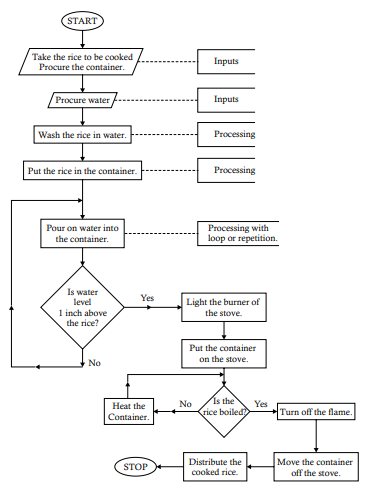 START
Take the rice to be cooked
Procure the container.
Inputs
Procure water
Inputs
Wash the rice in water.
Processing
Put the rice in the container.
Processing
Pour on water into
the container.
Processing with
loop or repetition.
Is water
level
1 inch above
the rice?
Yes
No
Light the burner of
the stove.
Put the container
on the stove.
Is the
rice boiled?
No
Yes
Heat the
Container.
Turn off the flame.
Move the container
off the stove.
Distribute the
cooked rice.
STOP